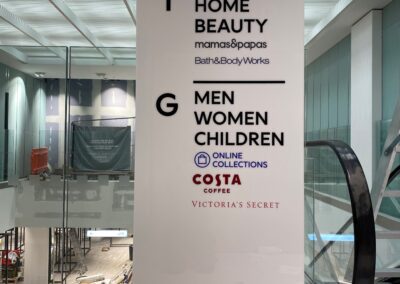 HOME
BEAUTY
mamas&papas
Bath&BodyWorks
G MEN
WOMEN
CHILDREN
ONLINE
COLLECTIONS
COSTA
COFFEE
VICTORIA'S SECRET